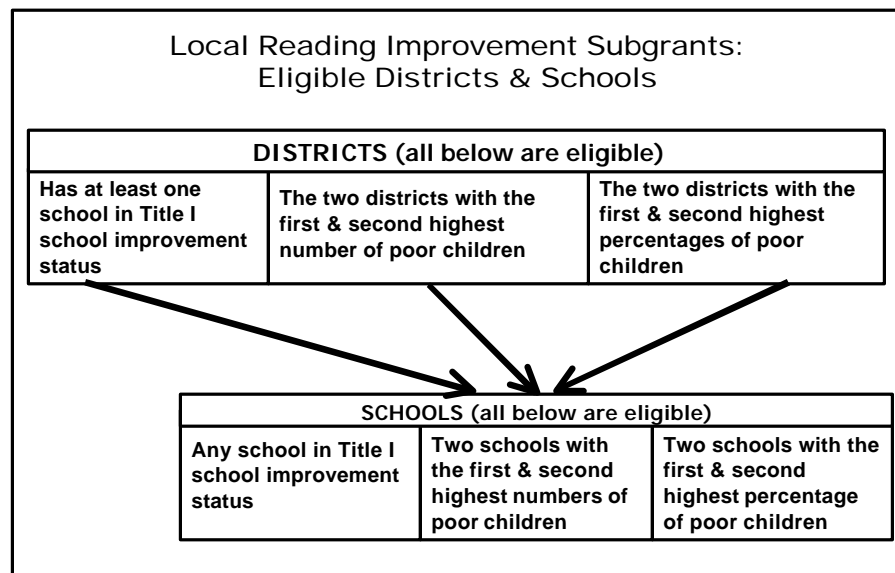 Local Reading Improvement Subgrants:
Eligible Districts & Schools
DISTRICTS (all below are eligible)
Has at least one
school in Title I
school improvement
status
The two districts with the
first & second highest
number of poor children
The two districts with the
first & second highest
percentages of poor
children
SCHOOLS (all below are eligible)
Any school in Title I
school improvement
status
Two schools with
the first & second
highest numbers of
poor children
Two schools with the
first & second
highest percentage
of poor children